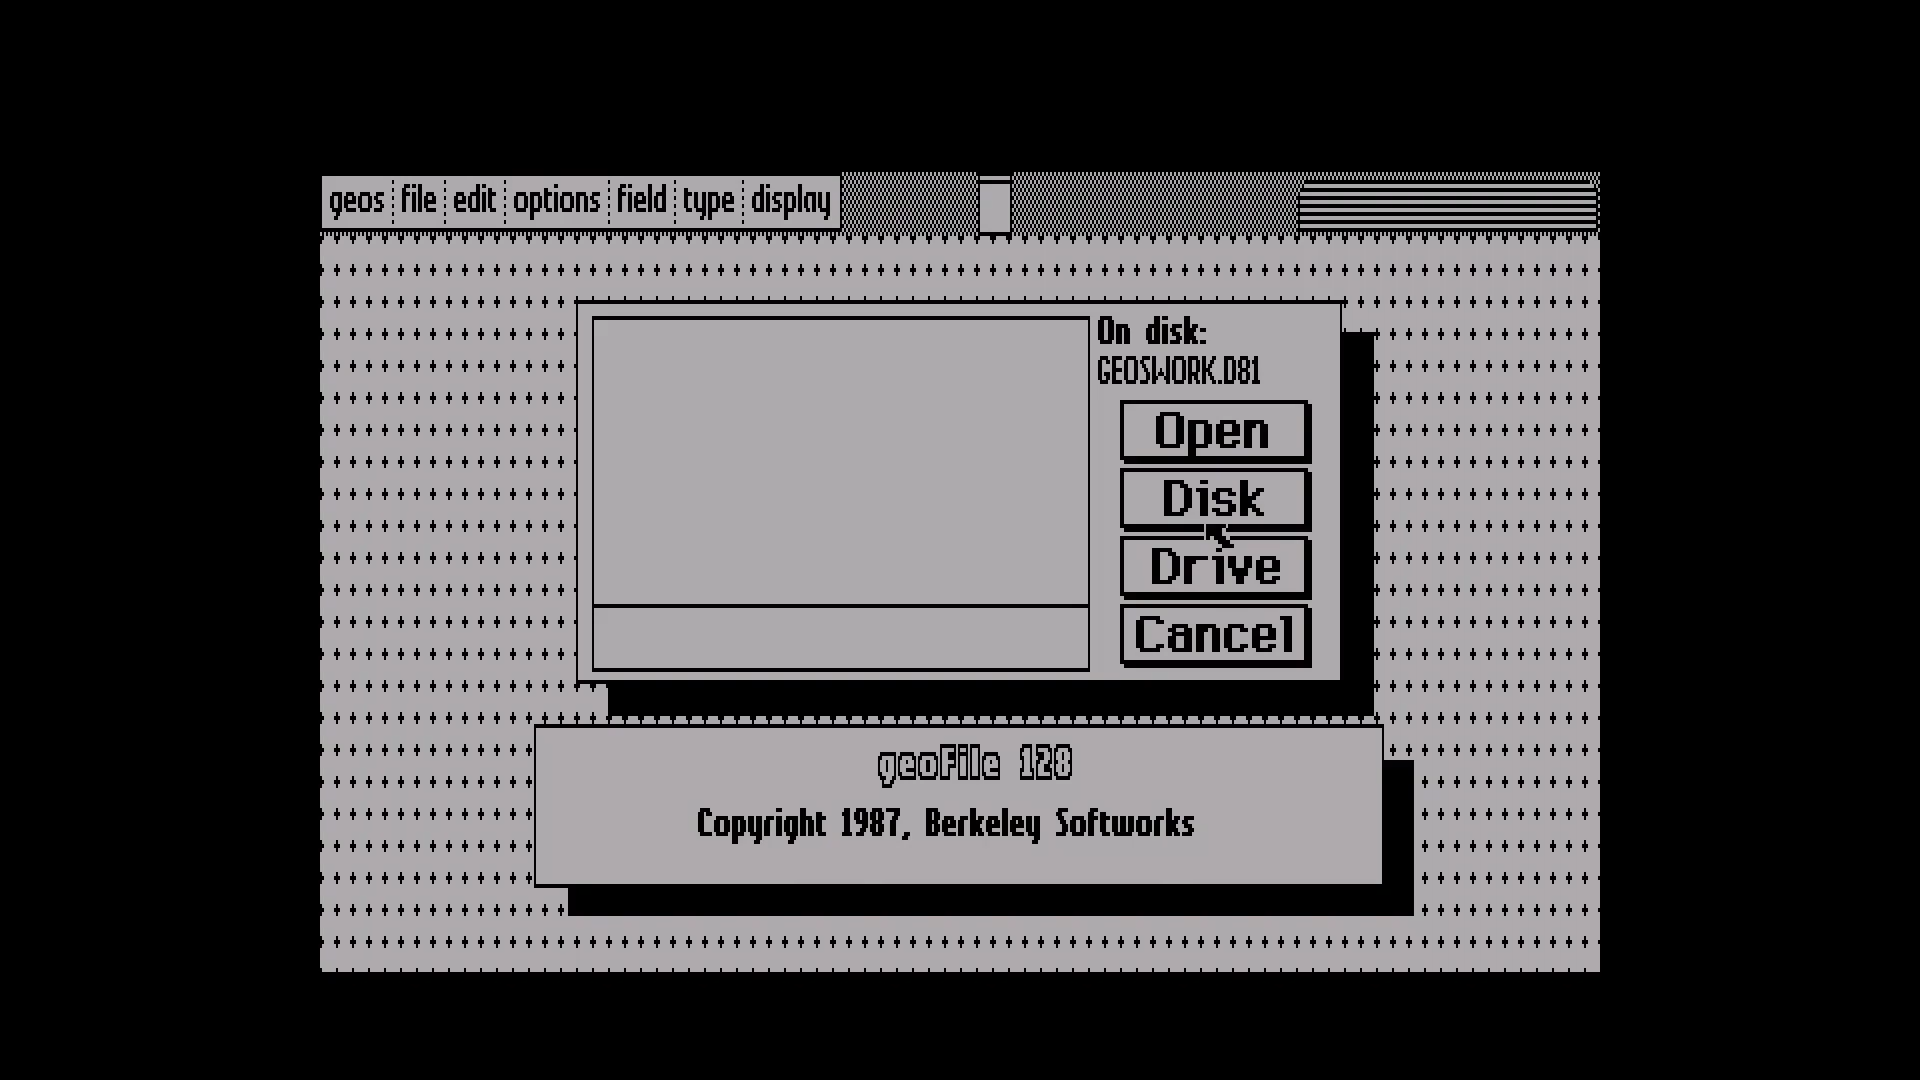 geos file edit options field type display
On disk:
GEOSWORK.D81
Open
Disk
Drive
Cancel
geoFile 128
Copyright 1987, Berkeley Softworks